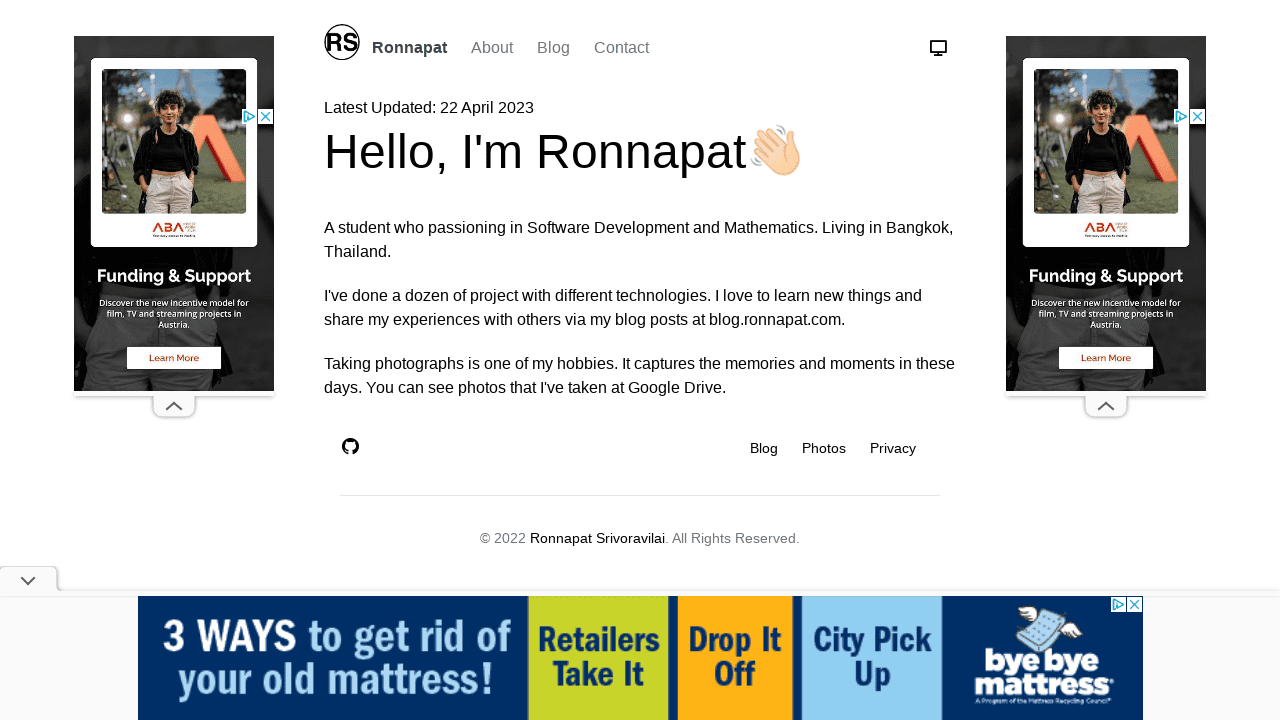 RS
Ronnapat About Blog Contact
Latest Updated: 22 April 2023
Hello, I'm Ronnapat👋🏻
A student who passioning in Software Development and Mathematics. Living in Bangkok,
Thailand.
I've done a dozen of project with different technologies. I love to learn new things and
share my experiences with others via my blog posts at blog.ronnapat.com.
Taking photographs is one of my hobbies. It captures the memories and moments in these
days. You can see photos that I've taken at Google Drive.
Blog Photos Privacy
© 2022 Ronnapat Srivoravilai. All Rights Reserved.
ABA
Funding & Support
Discover the new incentive model for
film, TV and streaming projects in
Austria.
Learn More
ABA
Funding & Support
Discover the new incentive model for
film, TV and streaming projects in
Austria.
Learn More
3 WAYS to get rid of
your old mattress!
Retailers
Take It
Drop It
Off
City Pick
Up
bye bye
mattress
A Program of the Mattress Recycling Council